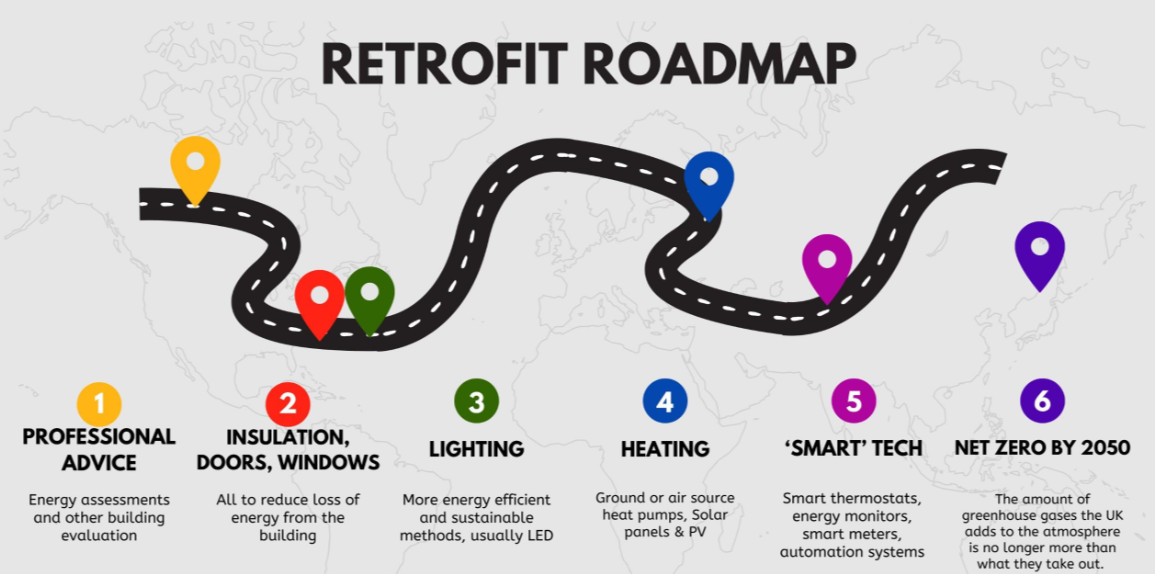 RETROFIT ROADMAP
1
PROFESSIONAL
ADVICE
Energy assessments
and other building
evaluation
2
INSULATION,
DOORS, WINDOWS
All to reduce loss of
energy from the
building
3
LIGHTING
More energy efficient
and sustainable
methods, usually LED
4
HEATING
Ground or air source
heat pumps, Solar
panels & PV
5
‘SMART’ TECH
Smart thermostats,
energy monitors,
smart meters,
automation systems
6
NET ZERO BY 2050
The amount of
greenhouse gases the UK
adds to the atmosphere
is no longer more than
what they take out.